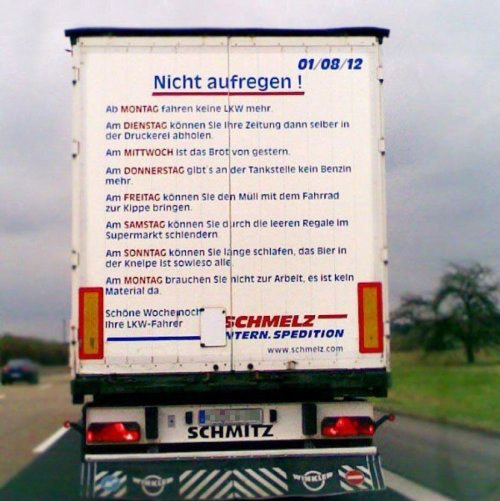 01/08/12
Nicht aufregen !
Ab MONTAG fahren keine LKW mehr.
Am DIENSTAG können Sie Ihre Zeitung dann selber in
der Druckerei abholen.
Am MITTWOCH ist das Brot von gestern.
Am DONNERSTAG gibt's an der Tankstelle kein Benzin
mehr.
Am FREITAG können Sie den Müll mit dem Fahrrad
zur Kippe bringen.
Am SAMSTAG können Sie durch die leeren Regale im
Supermarkt schlendern.
Am SONNTAG können Sie lange schlafen, das Bier in
der Kneipe ist sowieso alle.
Am MONTAG brauchen Sie nicht zur Arbeit, es ist kein
Material da.
Schöne Wochenoch
Ihre LKW-Fahrer
SCHMELZ
INTERN. SPEDITION
www.schmelz.com
SCHMITZ
WINKLER WINKLER